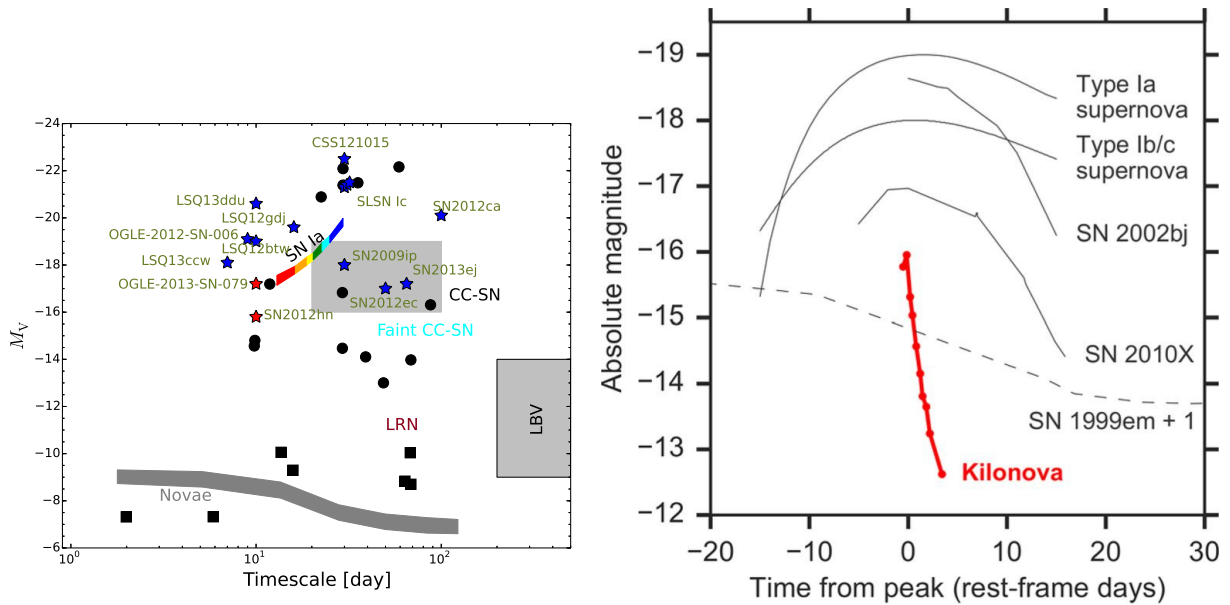 −24
−22
−20
−18
−16
−14
−12
−10
−8
−6
M_V
10^0
10^1
10^2
Timescale [day]
CSS121015
LSQ13ddu
SLSN Ic
SN2012ca
LSQ12gdj
OGLE-2012-SN-006
LSQ12btw
SN Ia
LSQ13ccw
SN2009ip
SN2013ej
OGLE-2013-SN-079
SN2012ec
CC-SN
SN2012hn
Faint CC-SN
LRN
LBV
Novae
−19
−18
−17
−16
−15
−14
−13
−12
Absolute magnitude
Type Ia
supernova
Type Ib/c
supernova
SN 2002bj
SN 2010X
SN 1999em + 1
Kilonova
−20
−10
0
10
20
30
Time from peak (rest-frame days)